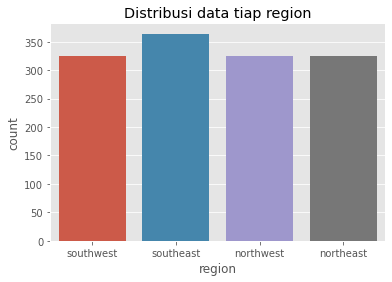 Distribusi data tiap region
350
300
250
200
150
100
50
0
count
southwest southeast northwest northeast
region